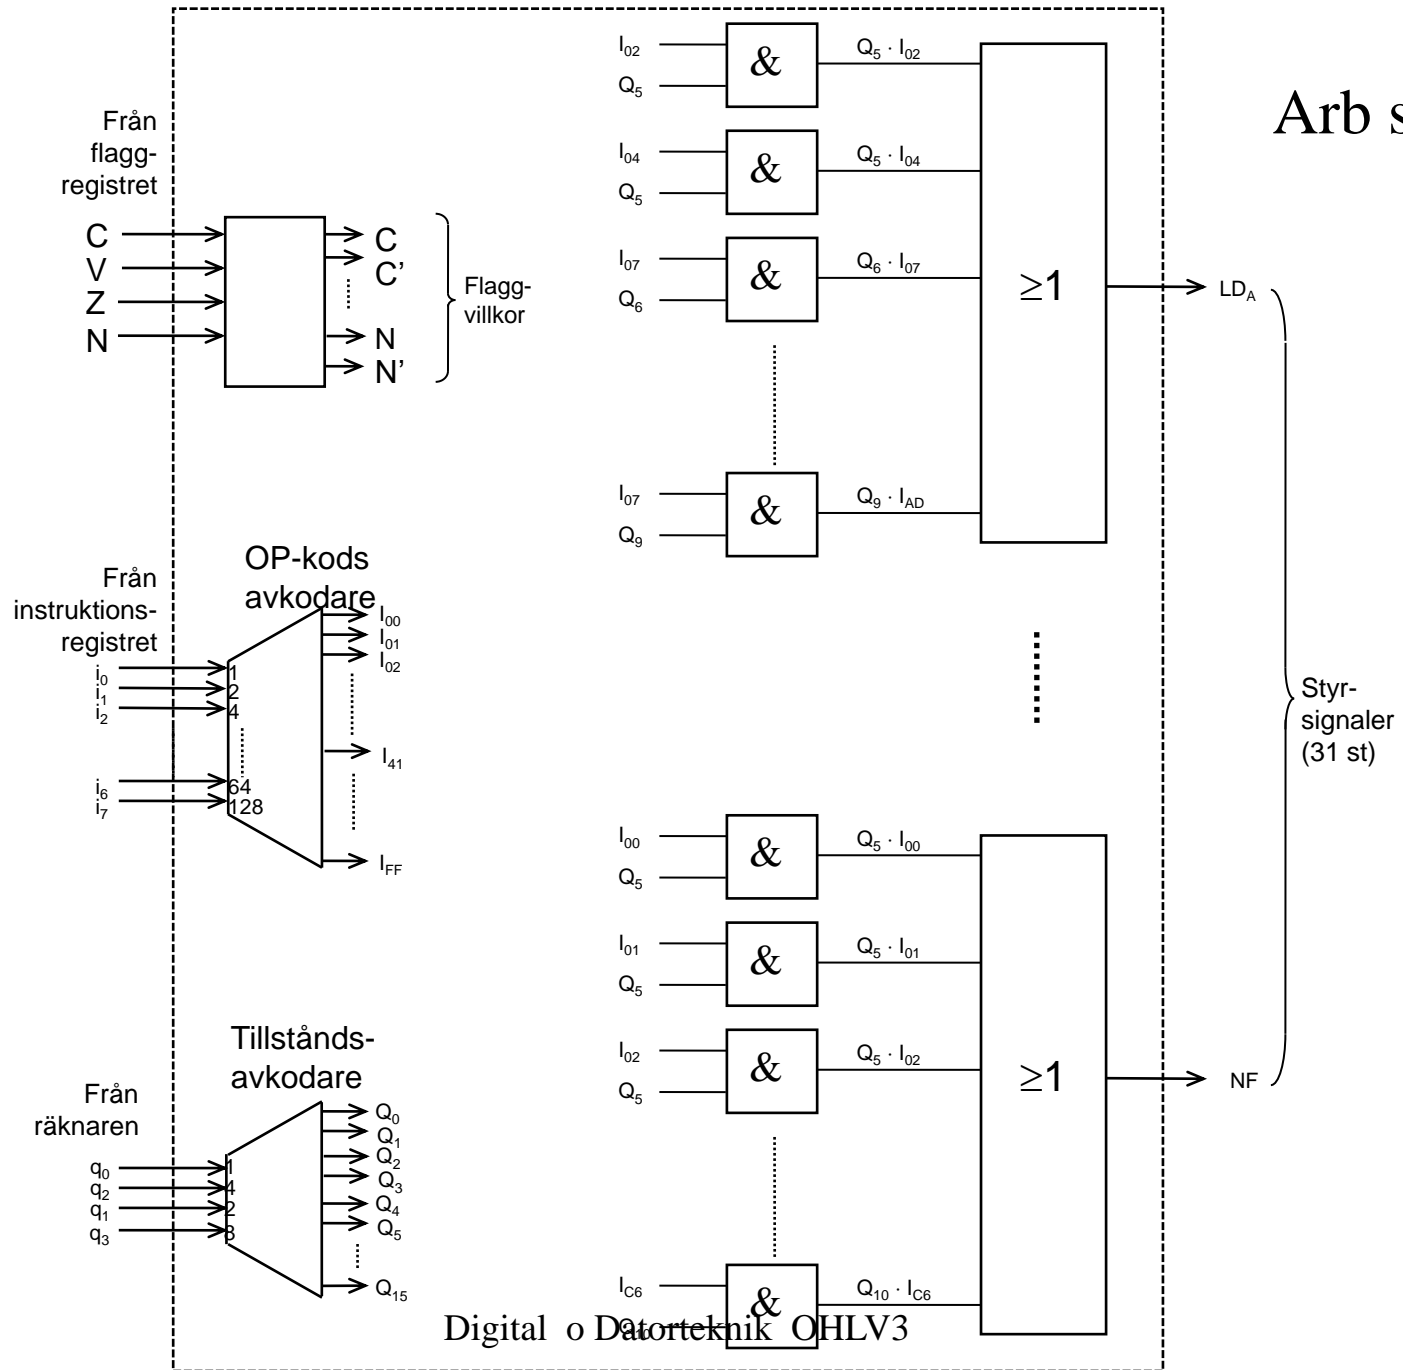 I02
Q5
&
Q5 · I02
Arb s
Från
flagg-
registret
I04
Q5
&
Q5 · I04
C
V
Z
N
C
C’
N
N’
Flagg-
villkor
I07
Q6
&
Q6 · I07
≥1
LDA
I07
Q9
&
Q9 · IAD
OP-kods
avkodare
Från
instruktions-
registret
i0
i1
i2
i6
i7
1
2
4
64
128
I00
I01
I02
I41
IFF
Styr-
signaler
(31 st)
I00
Q5
&
Q5 · I00
I01
Q5
&
Q5 · I01
I02
Q5
&
Q5 · I02
≥1
NF
Tillstånds-
avkodare
Från
räknaren
q0
q2
q1
q3
1
4
2
8
Q0
Q1
Q2
Q3
Q4
Q5
Q15
IC6
Q10
&
Q10 · IC6
Digital o Datorteknik OHLV3